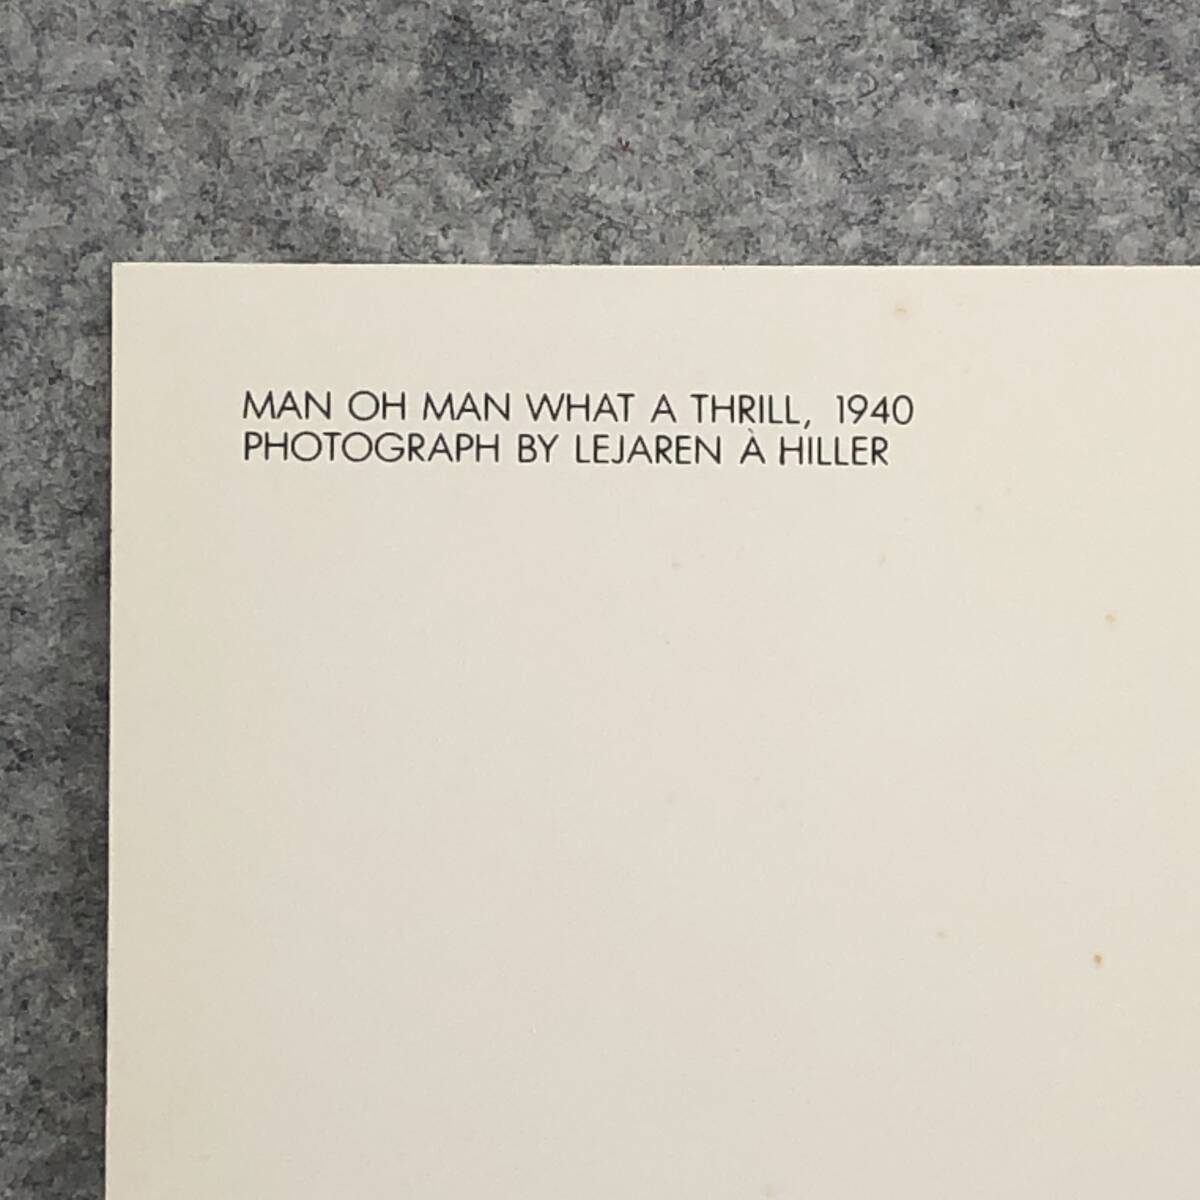 MAN OH MAN WHAT A THRILL, 1940
PHOTOGRAPH BY LEJAREN À HILLER